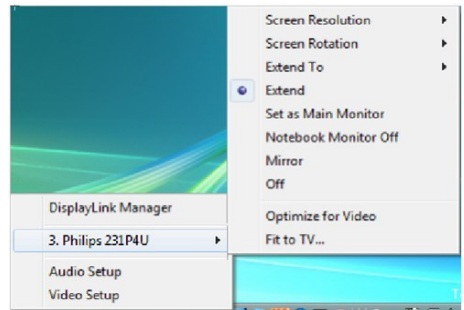 Screen Resolution
Screen Rotation
Extend To
Extend
Set as Main Monitor
Notebook Monitor Off
Mirror
Off
Optimize for Video
Fit to TV...
DisplayLink Manager
3. Philips 231P4U
Audio Setup
Video Setup